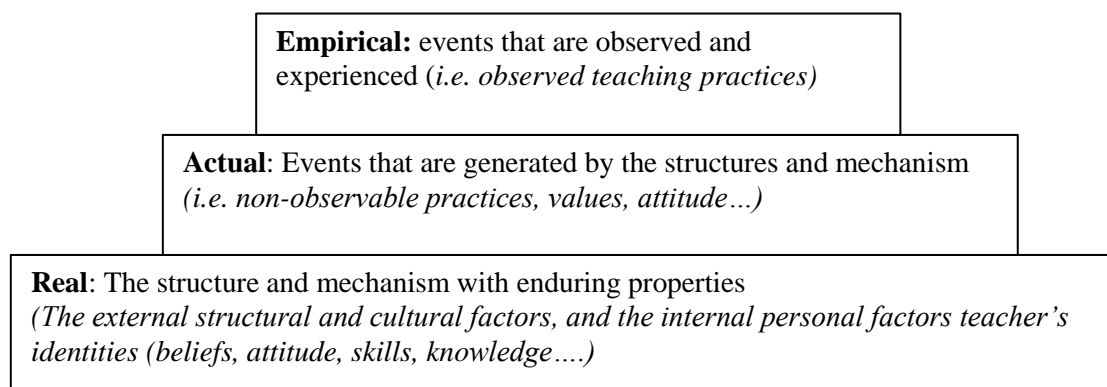 Empirical: events that are observed and
experienced (i.e. observed teaching practices)
Actual: Events that are generated by the structures and mechanism
(i.e. non-observable practices, values, attitude…)
Real: The structure and mechanism with enduring properties
(The external structural and cultural factors, and the internal personal factors teacher’s
identities (beliefs, attitude, skills, knowledge….)